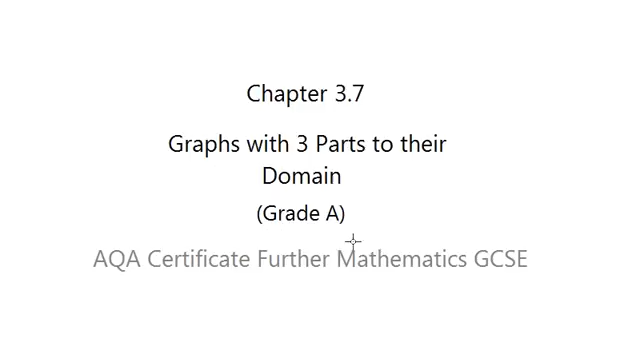 Chapter 3.7
Graphs with 3 Parts to their
Domain
(Grade A)
AQA Certificate Further Mathematics GCSE